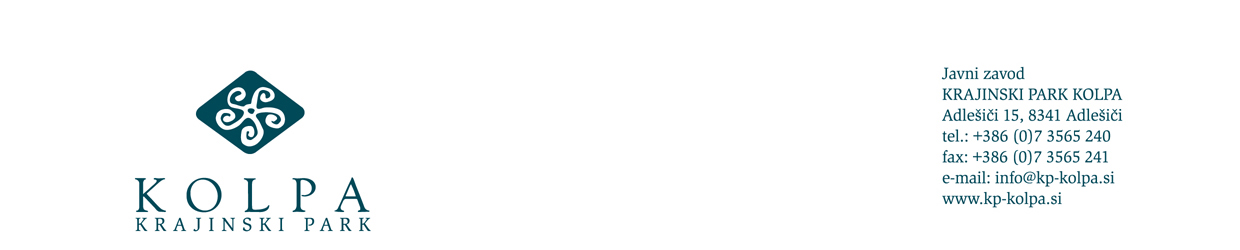 KOLPA
KRAJINSKI PARK
Javni zavod
KRAJINSKI PARK KOLPA
Adlešiči 15, 8341 Adlešiči
tel.: +386 (0)7 3565 240
fax: +386 (0)7 3565 241
e-mail: info@kp-kolpa.si
www.kp-kolpa.si